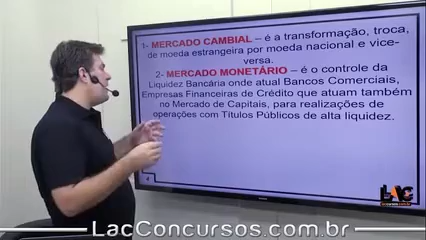 1- MERCADO CAMBIAL – é a transformação, troca,
de moeda estrangeira por moeda nacional e vice-
versa.
2- MERCADO MONETÁRIO – é o controle da
Liquidez Bancária onde atual Bancos Comerciais,
Empresas Financeiras de Crédito que atuam também
no Mercado de Capitais, para realizações de
operações com Títulos Públicos de alta liquidez.
4
LAC
LacConcursos.com.br